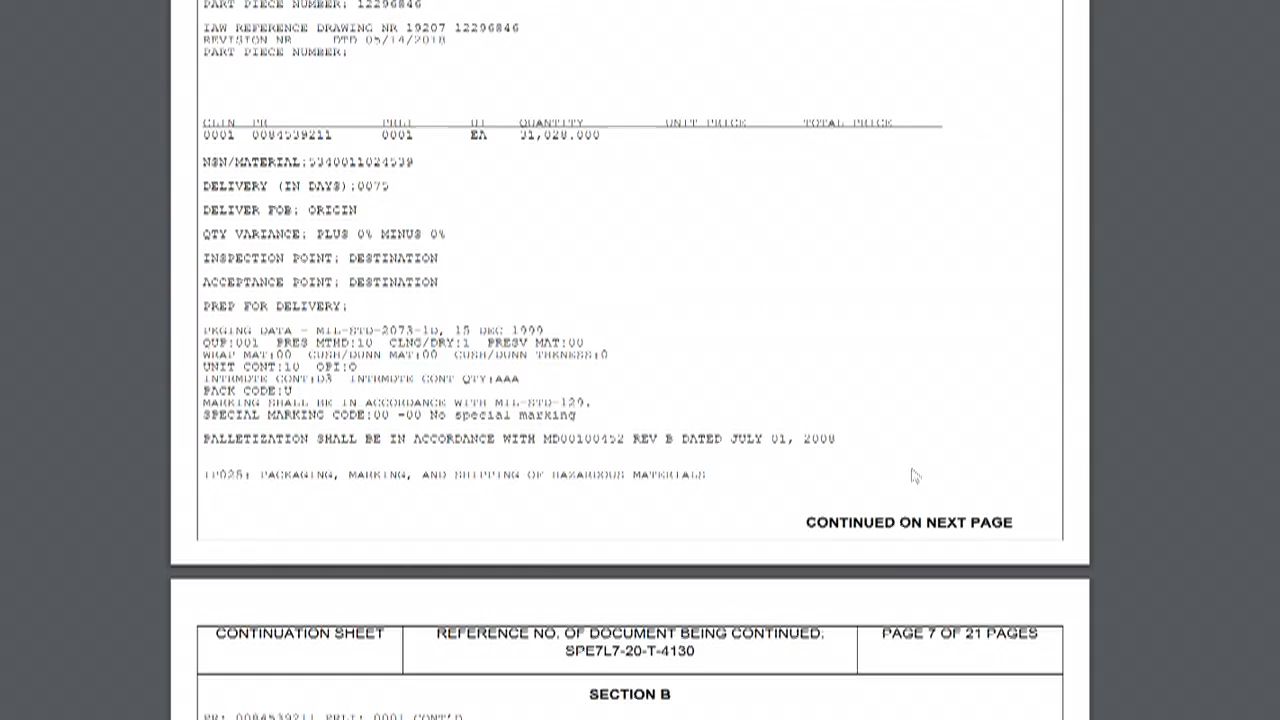 PART PIECE NUMBER: 12296846
IAW REFERENCE DRAWING NR 19207 12296846
REVISION NR DTD 05/14/2018
PART PIECE NUMBER:
CLIN PR PRLI UI QUANTITY UNIT PRICE TOTAL PRICE
0001 0084539211 0001 EA 31,028.000
NSN/MATERIAL:5340011024539
DELIVERY (IN DAYS):0075
DELIVER FOB: ORIGIN
QTY VARIANCE: PLUS 0% MINUS 0%
INSPECTION POINT: DESTINATION
ACCEPTANCE POINT: DESTINATION
PREP FOR DELIVERY:
PKGING DATA - MIL-STD-2073-1D, 15 DEC 1999
QUP:001 PRES MTHD:10 CLNG/DRY:1 PRESV MAT:00
WRAP MAT:00 CUSH/DUNN MAT:00 CUSH/DUNN THKNESS:0
UNIT CONT:10 OPI:O
INTRMDTE CONT:D3 INTRMDTE CONT QTY:AAA
PACK CODE:U
MARKING SHALL BE IN ACCORDANCE WITH MIL-STD-129.
SPECIAL MARKING CODE:00 -00 No special marking
PALLETIZATION SHALL BE IN ACCORDANCE WITH MD00100452 REV B DATED JULY 01, 2008
IP025: PACKAGING, MARKING, AND SHIPPING OF HAZARDOUS MATERIALS
CONTINUED ON NEXT PAGE
CONTINUATION SHEET
REFERENCE NO. OF DOCUMENT BEING CONTINUED:
PAGE 7 OF 21 PAGES
SPE7L7-20-T-4130
SECTION B
PR: 0084539211 PRLI: 0001 CONT'D